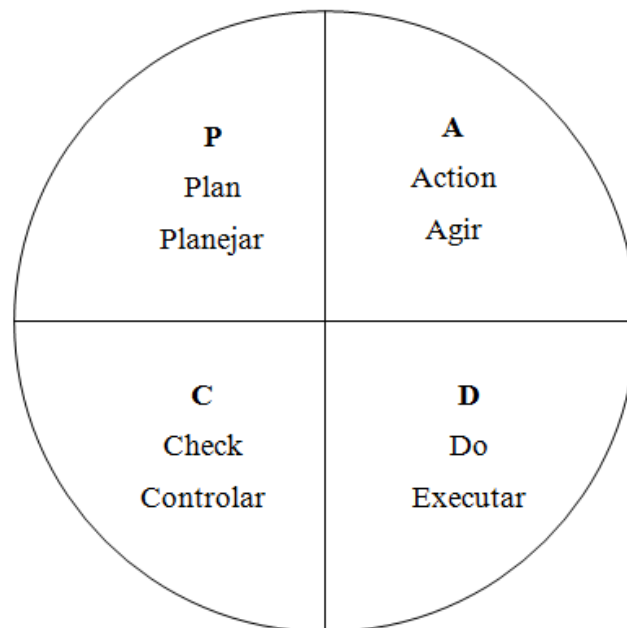 P
Plan
Planejar
A
Action
Agir
C
Check
Controlar
D
Do
Executar